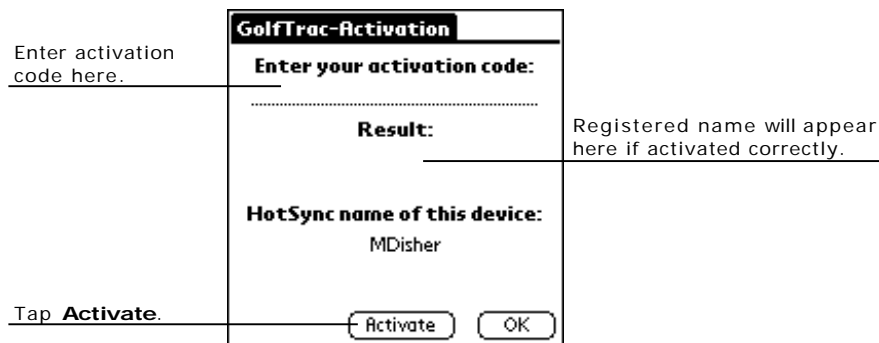 GolfTrac-Activation
Enter activation
code here.
Enter your activation code:
Result:
Registered name will appear
here if activated correctly.
HotSync name of this device:
MDisher
Tap Activate.
Activate
OK